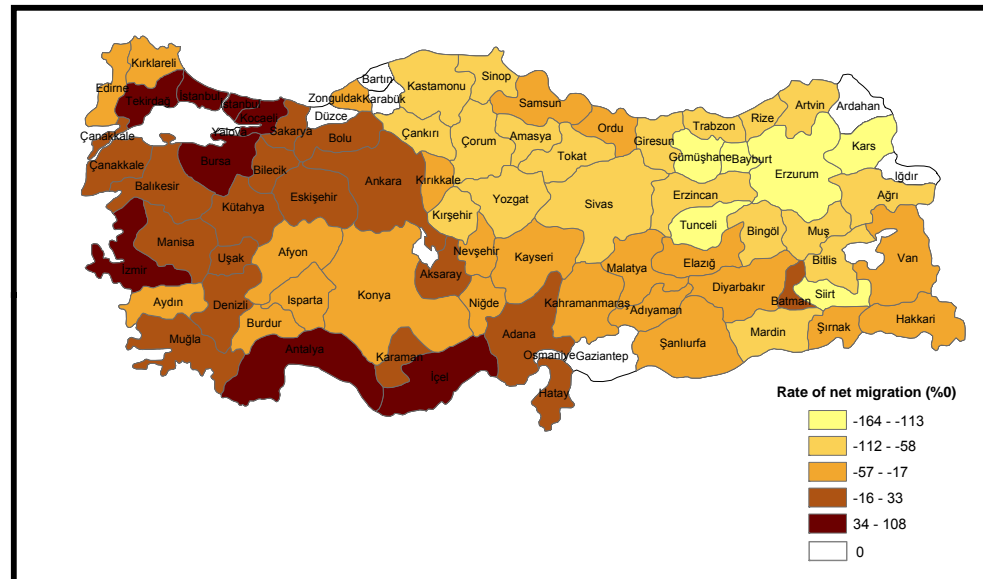 Bartın
Sinop
Kırklareli
Kastamonu
Edirne
Zonguldak
Karabük
Artvin
Tekirdağ
İstanbul
İstanbul
Samsun
Ardahan
Kocaeli
Düzce
Rize
Trabzon
Ordu
Giresun
Çanakkale
Yalova
Sakarya
Bolu
Çankırı
Çorum
Amasya
Kars
Gümüşhane
Bayburt
Tokat
Çanakkale
Bursa
Bilecik
Ankara
Erzurum
Iğdır
Balıkesir
Kırıkkale
Eskişehir
Erzincan
Ağrı
Kütahya
Yozgat
Sivas
Kırşehir
Tunceli
Manisa
Uşak
Afyon
Nevşehir
Kayseri
Bingöl
Muş
İzmir
Aksaray
Malatya
Elazığ
Bitlis
Van
Aydın
Denizli
Isparta
Konya
Niğde
Kahramanmaraş
Diyarbakır
Batman
Siirt
Burdur
Adıyaman
Muğla
Adana
Şanlıurfa
Mardin
Şırnak
Hakkari
Antalya
Karaman
Osmaniye
Gaziantep
İçel
Hatay
Rate of net migration (%0)
-164 - -113
-112 - -58
-57 - -17
-16 - 33
34 - 108
0